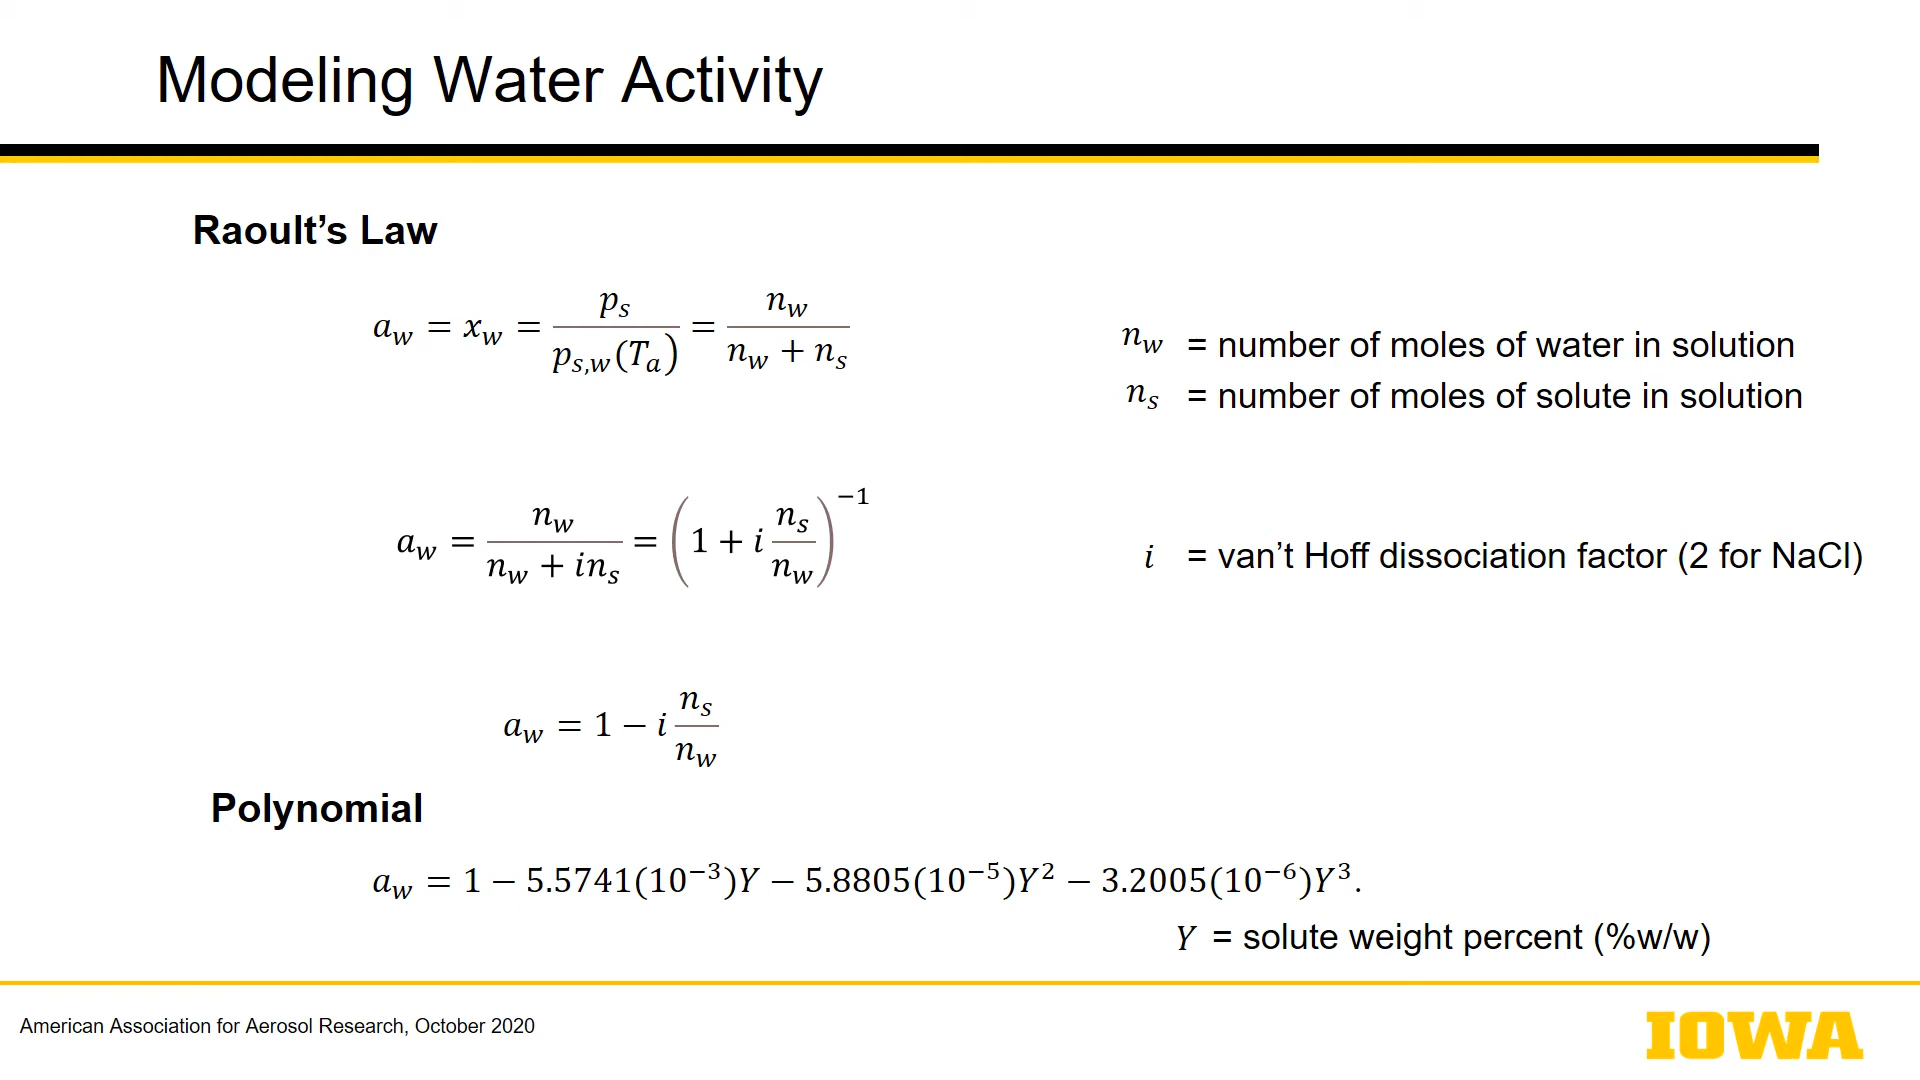 Modeling Water Activity
Raoult's Law
a_w = x_w = p_s / p_{s,w}(T_a) = n_w / (n_w + n_s)
n_w = number of moles of water in solution
n_s = number of moles of solute in solution
a_w = n_w / (n_w + in_s) = (1 + i n_s/n_w)^{−1}
i = van't Hoff dissociation factor (2 for NaCl)
a_w = 1 − i n_s/n_w
Polynomial
a_w = 1 − 5.5741(10^{−3})Y − 5.8805(10^{−5})Y^2 − 3.2005(10^{−6})Y^3.
Y = solute weight percent (%w/w)
American Association for Aerosol Research, October 2020
IOWA